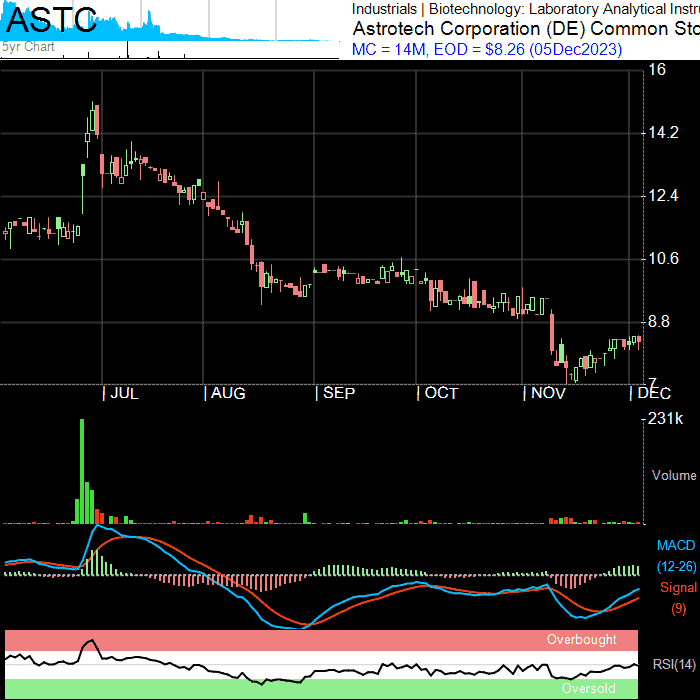 ASTC
5yr Chart
Industrials | Biotechnology: Laboratory Analytical Instru
Astrotech Corporation (DE) Common Sto
MC = 14M, EOD = $8.26 (05Dec2023)
16
14.2
12.4
10.6
8.8
7
JUL
AUG
SEP
OCT
NOV
DEC
231k
Volume
MACD
(12-26)
Signal
(9)
Overbought
RSI(14)
Oversold